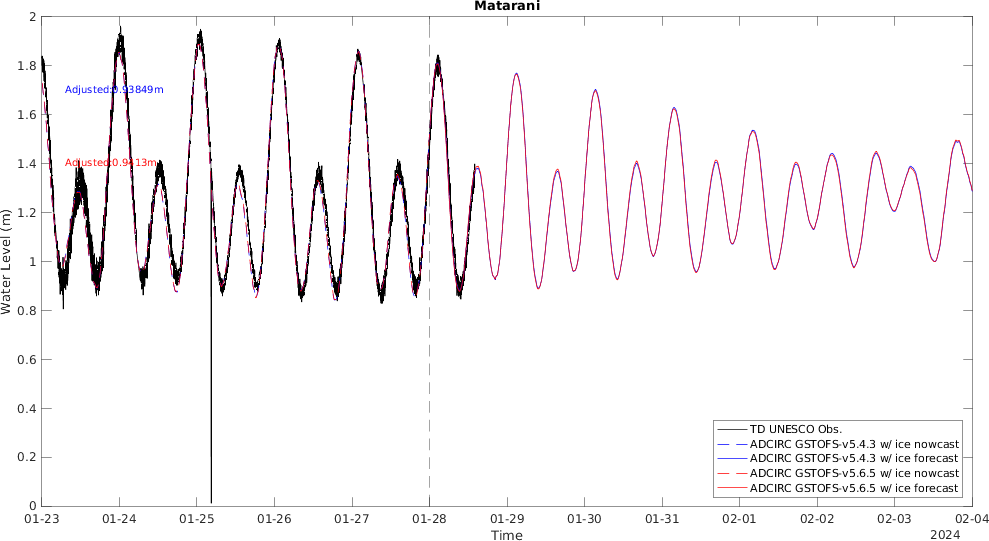 Matarani
2
1.8
1.6
1.4
1.2
1
0.8
0.6
0.4
0.2
0
Water Level (m)
Adjusted:0.93849m
Adjusted:0.9413m
TD UNESCO Obs.
ADCIRC GSTOFS-v5.4.3 w/ ice nowcast
ADCIRC GSTOFS-v5.4.3 w/ ice forecast
ADCIRC GSTOFS-v5.6.5 w/ ice nowcast
ADCIRC GSTOFS-v5.6.5 w/ ice forecast
01-23 01-24 01-25 01-26 01-27 01-28 01-29 01-30 01-31 02-01 02-02 02-03 02-04
Time
2024